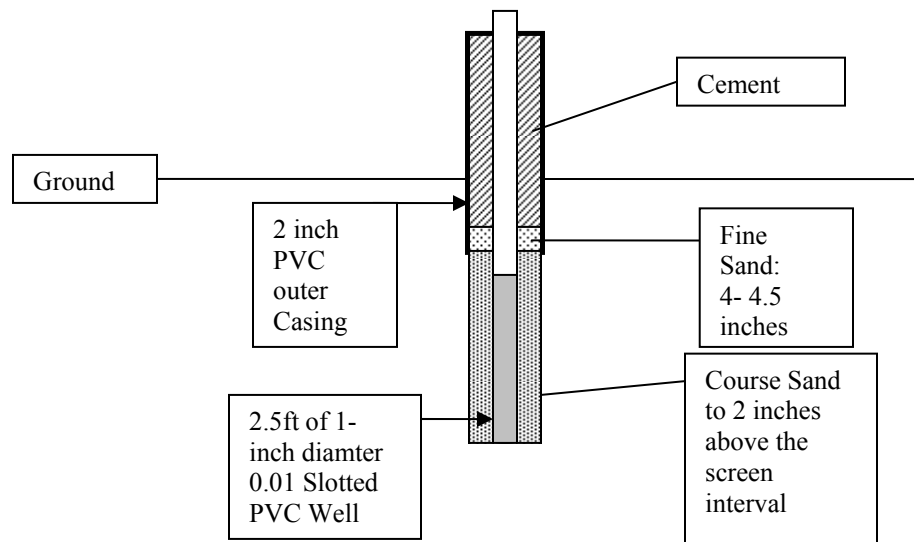 Cement
Ground
2 inch
PVC
outer
Casing
Fine
Sand:
4- 4.5
inches
2.5ft of 1-
inch diamter
0.01 Slotted
PVC Well
Course Sand
to 2 inches
above the
screen
interval